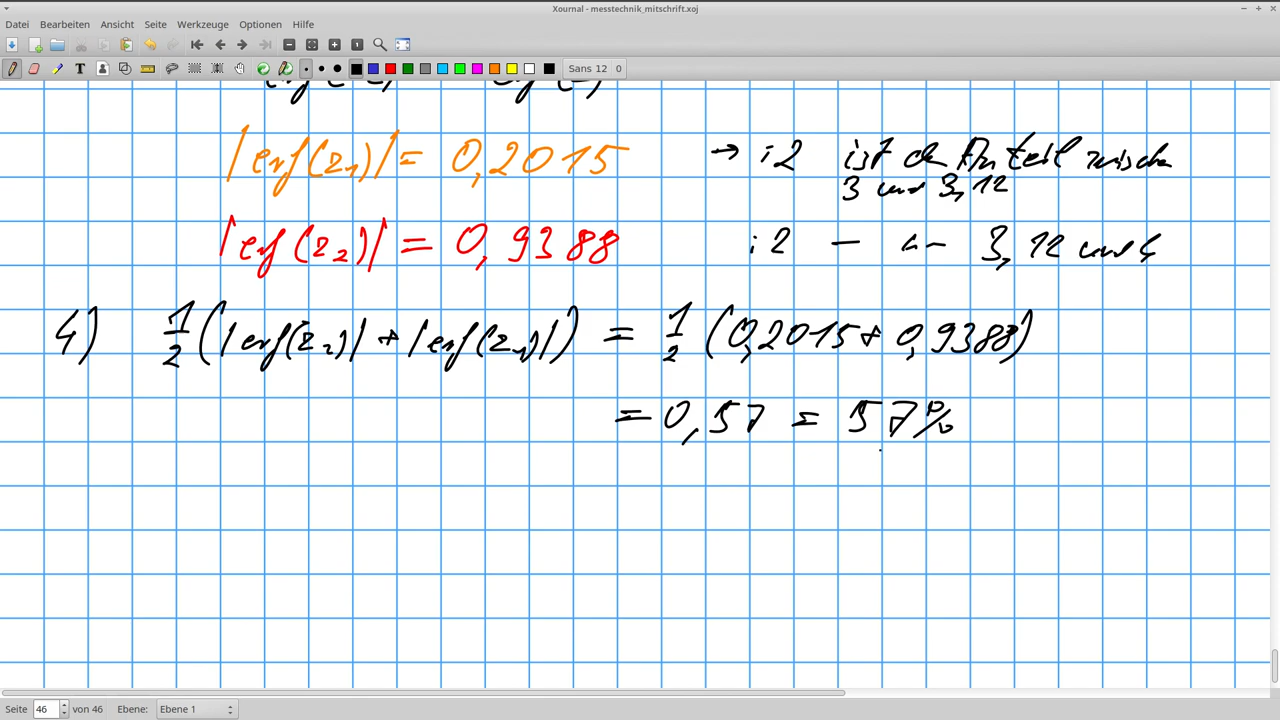 Xournal - messtechnik_mitschrift.xoj
Datei Bearbeiten Ansicht Seite Werkzeuge Optionen Hilfe
Sans 12 0
|erf(z₁)| = 0,2015 → :2 ist der Anteil zwischen
3 und 3,12
|erf(z₂)| = 0,9388 :2 — " — 3,12 und 4
4) 1/2 (|erf(z₂)| + |erf(z₁)|) = 1/2 (0,2015 + 0,9388)
= 0,57 = 57%
Seite 46 von 46 Ebene: Ebene 1